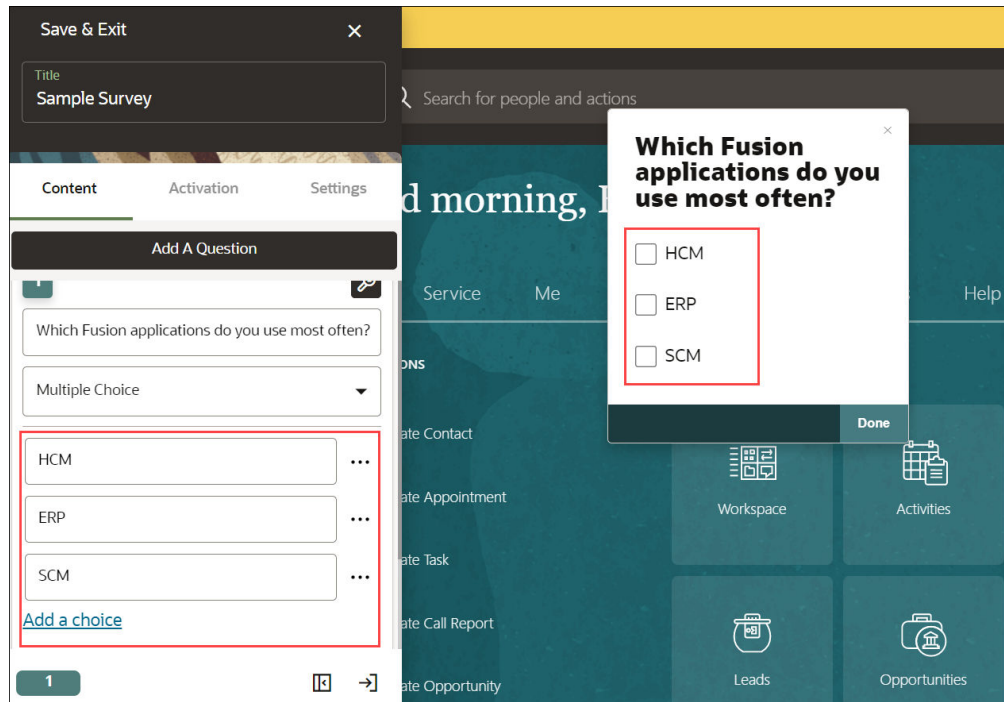 Save & Exit
Title
Sample Survey
Content
Activation
Settings
Add A Question
1
Which Fusion applications do you use most often?
Multiple Choice
HCM
ERP
SCM
Add a choice
1
Search for people and actions
d morning,
Service
Me
Help
ate Contact
ate Appointment
ate Task
ate Call Report
ate Opportunity
Which Fusion
applications do you
use most often?
HCM
ERP
SCM
Done
Workspace
Activities
Leads
Opportunities